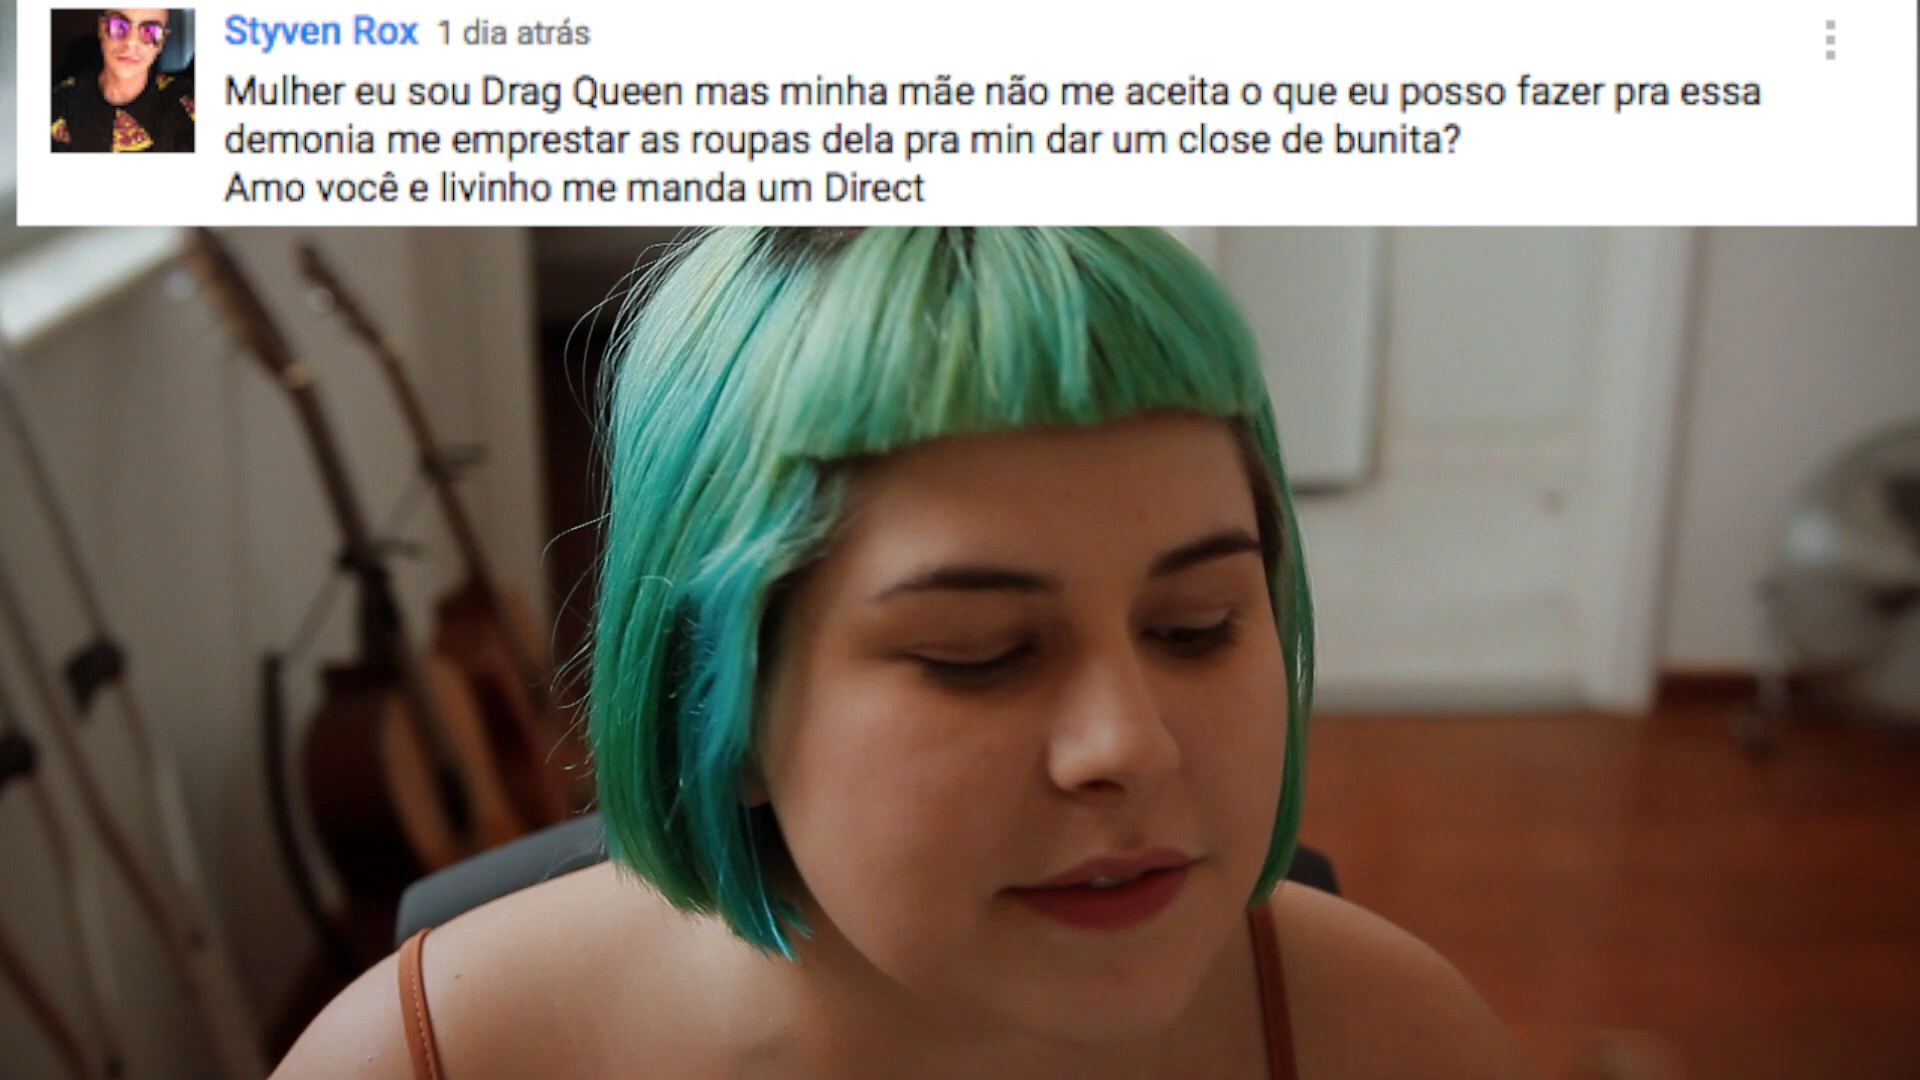 Styven Rox 1 dia atrás
Mulher eu sou Drag Queen mas minha mãe não me aceita o que eu posso fazer pra essa
demonia me emprestar as roupas dela pra min dar um close de bunita?
Amo você e livinho me manda um Direct